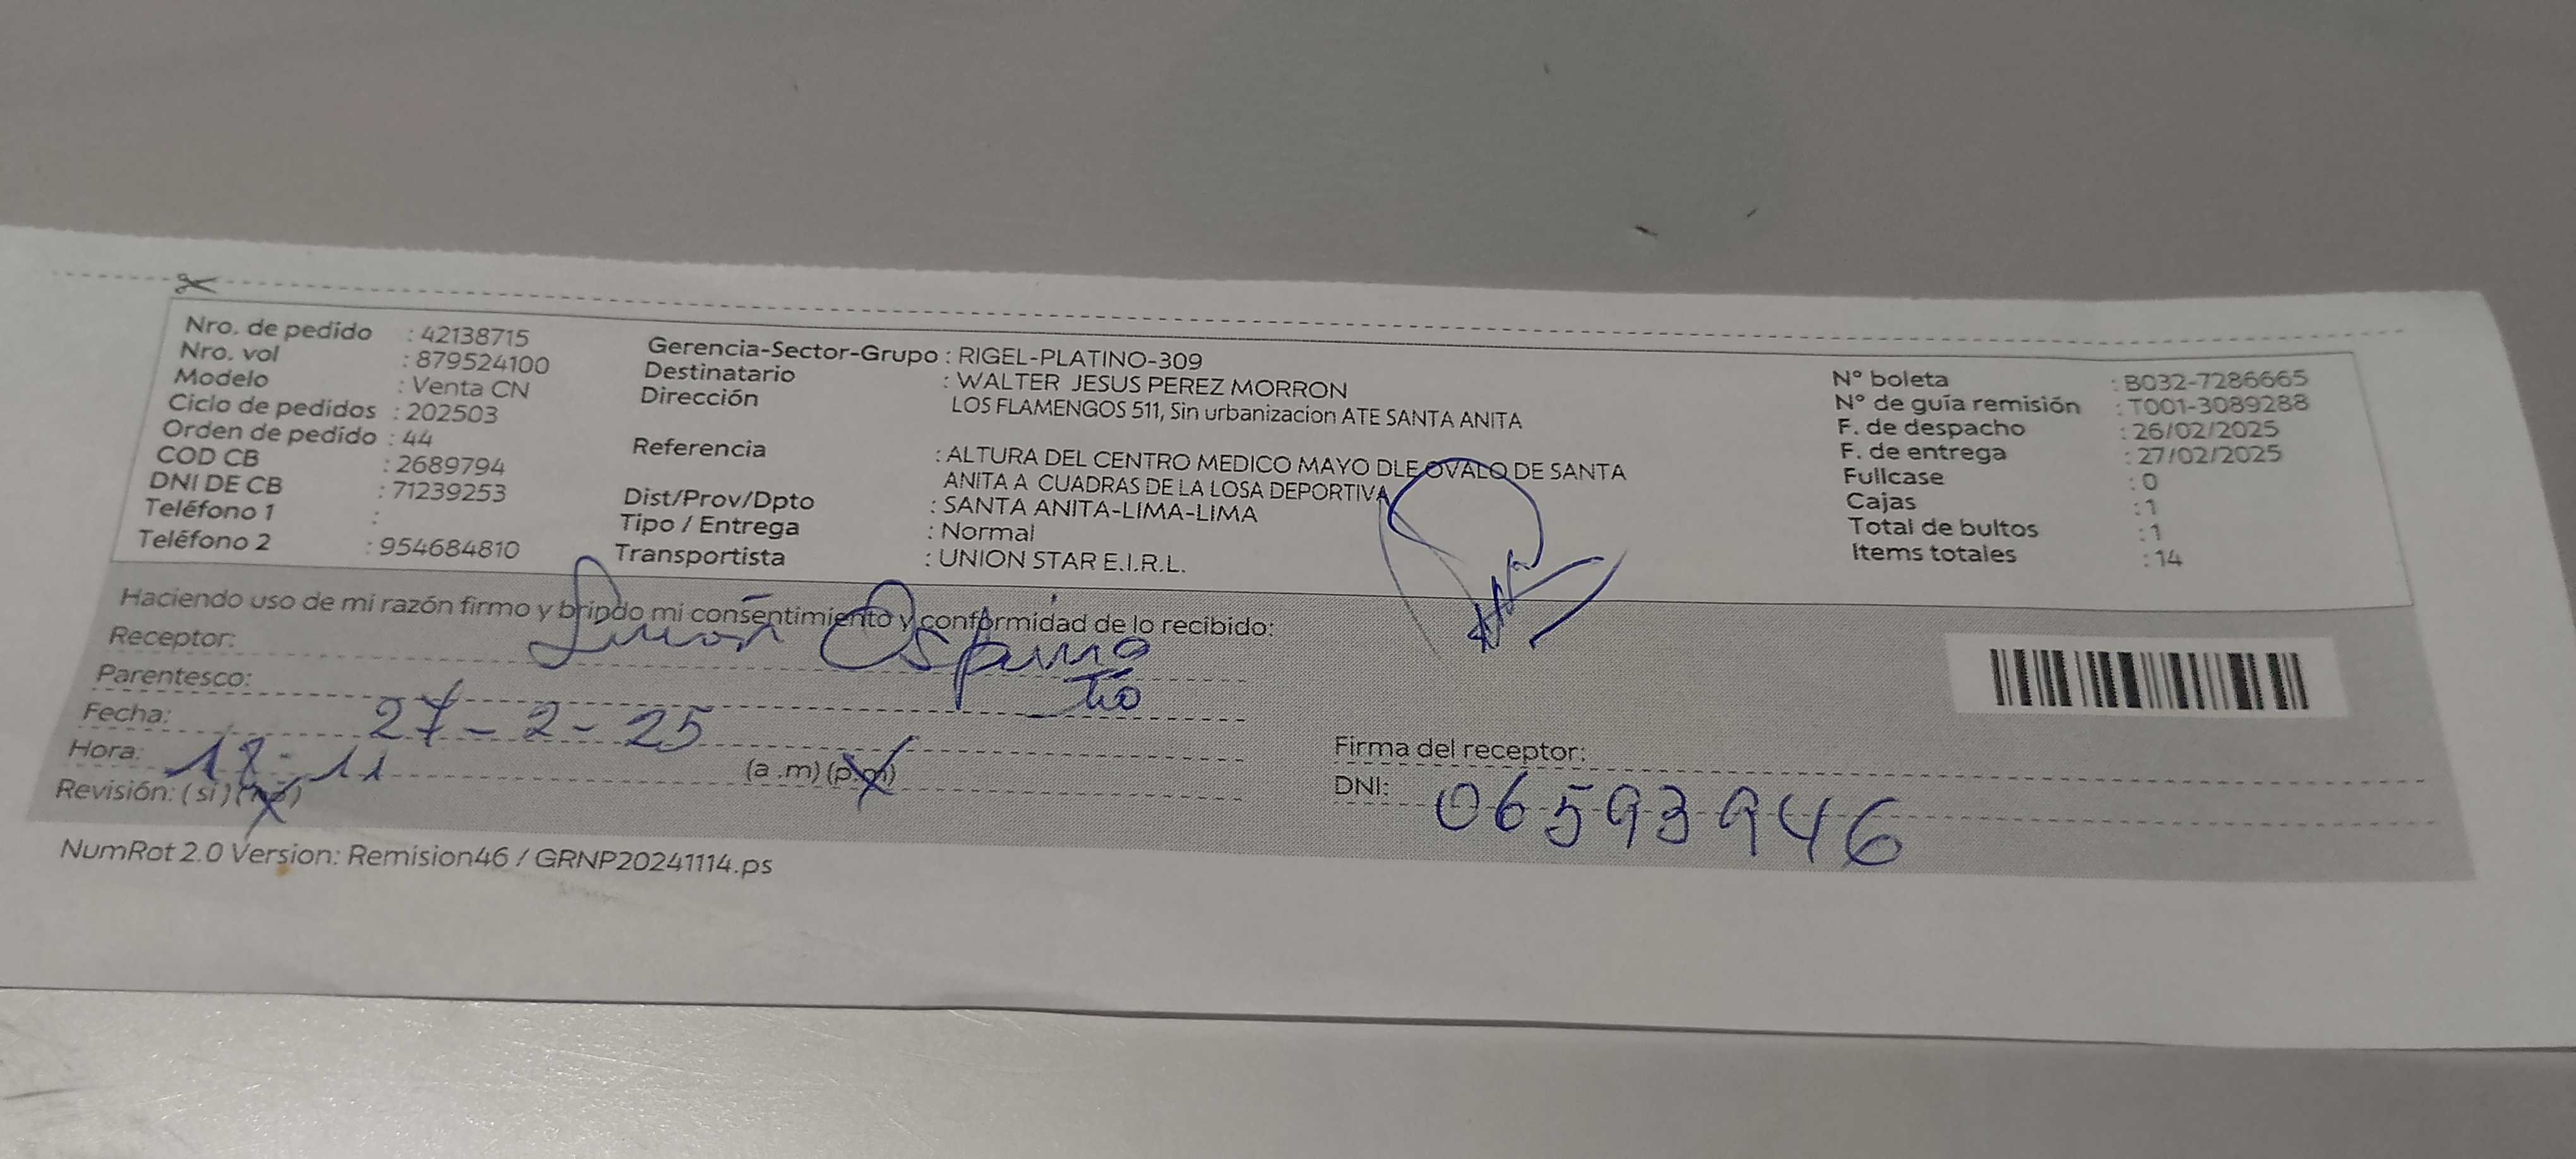 Nro. de pedido : 42138715
Nro. vol : 879524100
Modelo : Venta CN
Ciclo de pedidos : 202503
Orden de pedido : 44
COD CB : 2689794
DNI DE CB : 71239253
Teléfono 1 :
Teléfono 2 : 954684810
Gerencia-Sector-Grupo : RIGEL-PLATINO-309
Destinatario : WALTER JESUS PEREZ MORRON
Dirección LOS FLAMENGOS 511, Sin urbanizacion ATE SANTA ANITA
Referencia : ALTURA DEL CENTRO MEDICO MAYO DLE OVALO DE SANTA
ANITA A CUADRAS DE LA LOSA DEPORTIVA
Dist/Prov/Dpto : SANTA ANITA-LIMA-LIMA
Tipo / Entrega : Normal
Transportista : UNION STAR E.I.R.L.
N° boleta : B032-7286665
N° de guía remisión : T001-3089288
F. de despacho : 26/02/2025
F. de entrega : 27/02/2025
Fullcase : 0
Cajas : 1
Total de bultos : 1
Items totales : 14
Haciendo uso de mi razón firmo y brindo mi consentimiento y conformidad de lo recibido:
Receptor:
Parentesco: Tío
Fecha: 27-2-25
Hora: (a .m) (p.m)
Revisión: (si) (no)
Firma del receptor:
DNI: 06593946
NumRot 2.0 Version: Remision46 / GRNP20241114.ps